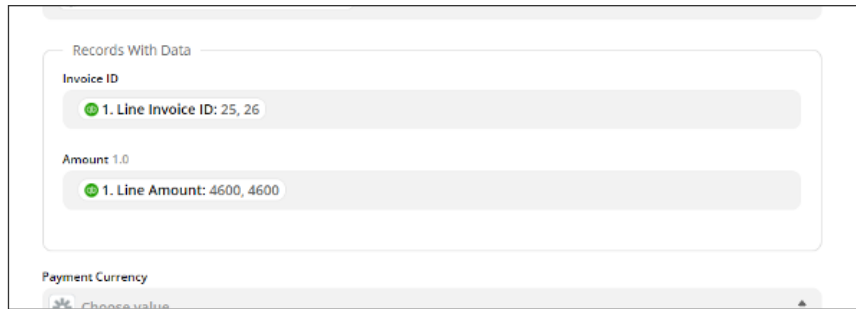 Records With Data
Invoice ID
1. Line Invoice ID: 25, 26
Amount 1.0
1. Line Amount: 4600, 4600
Payment Currency
Choose value